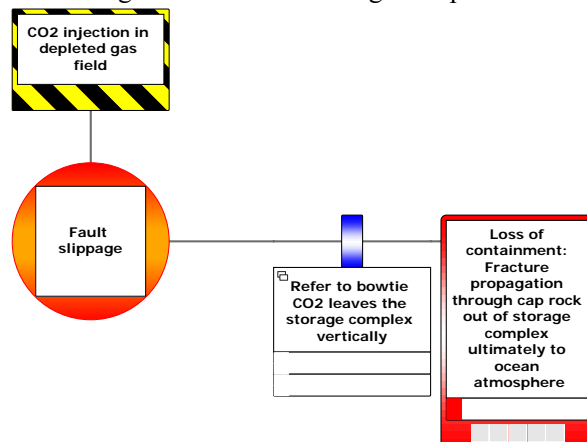 CO2 injection in
depleted gas
field
Fault
slippage
Refer to bowtie
CO2 leaves the
storage complex
vertically
Loss of
containment:
Fracture
propagation
through cap rock
out of storage
complex
ultimately to
ocean
atmosphere